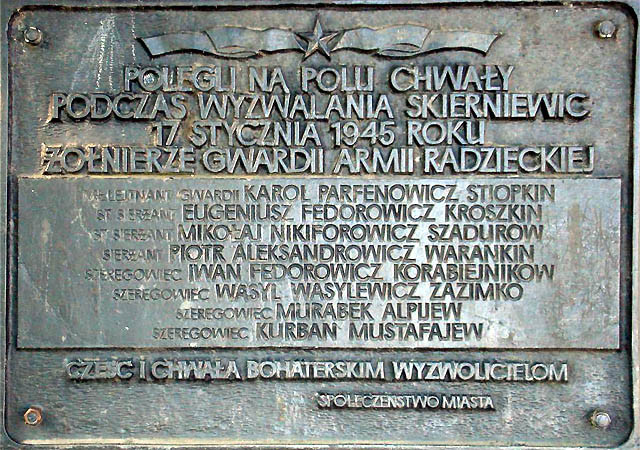 POLEGLI NA POLU CHWAŁY
PODCZAS WYZWALANIA SKIERNIEWIC
17 STYCZNIA 1945 ROKU
ŻOŁNIERZE GWARDII ARMII RADZIECKIEJ
MŁ LEJTNANT GWARDII KAROL PARFENOWICZ STIOPKIN
ST SIERŻANT EUGENIUSZ FEDOROWICZ KROSZKIN
ST SIERŻANT MIKOŁAJ NIKIFOROWICZ SZADUROW
SIERŻANT PIOTR ALEKSANDROWICZ WARANKIN
SZEREGOWIEC IWAN FEDOROWICZ KORABIEJNIKOW
SZEREGOWIEC WASYL WASYLEWICZ ZAZIMKO
SZEREGOWIEC MURABEK ALPIJEW
SZEREGOWIEC KURBAN MUSTAFAJEW
CZEŚĆ I CHWAŁA BOHATERSKIM WYZWOLICIELOM
SPOŁECZEŃSTWO MIASTA